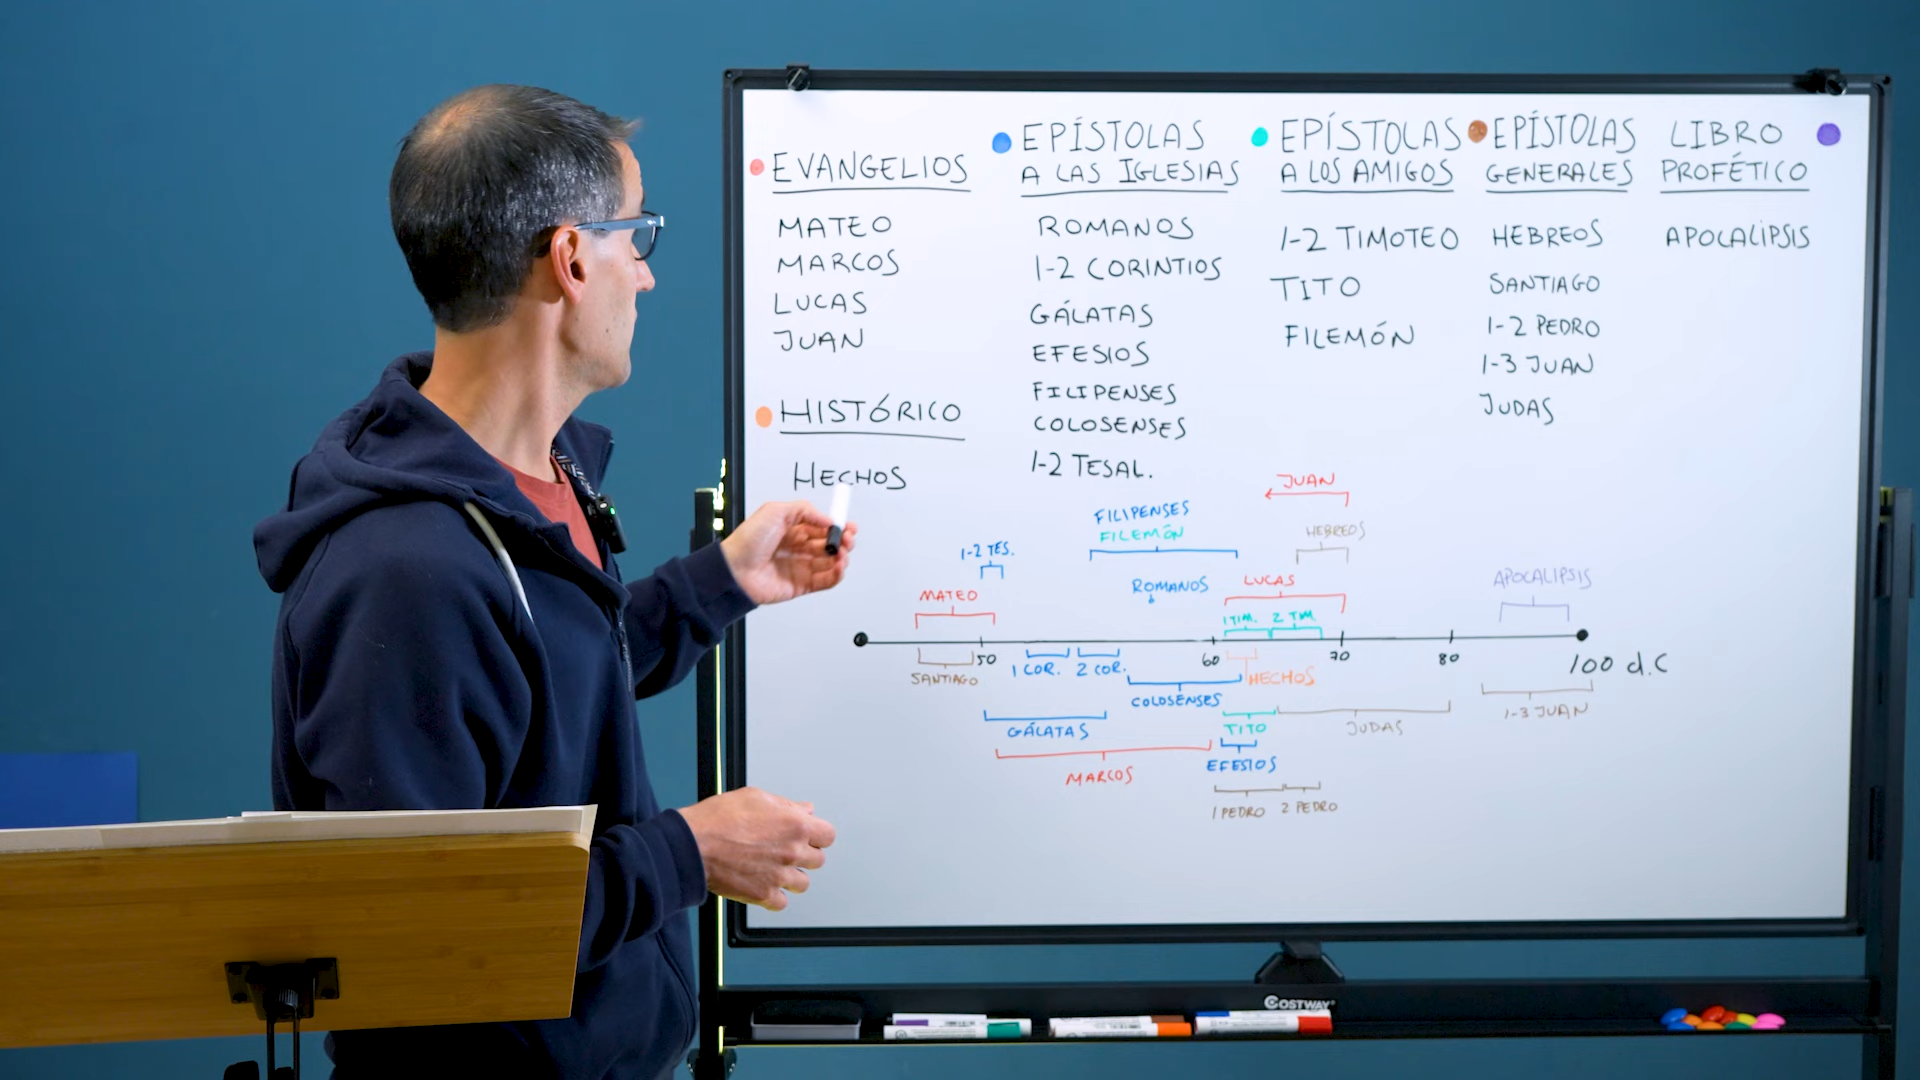 EVANGELIOS
MATEO
MARCOS
LUCAS
JUAN
HISTÓRICO
HECHOS
EPÍSTOLAS
A LAS IGLESIAS
ROMANOS
1-2 CORINTIOS
GÁLATAS
EFESIOS
FILIPENSES
COLOSENSES
1-2 TESAL.
EPÍSTOLAS
A LOS AMIGOS
1-2 TIMOTEO
TITO
FILEMÓN
EPÍSTOLAS
GENERALES
HEBREOS
SANTIAGO
1-2 PEDRO
1-3 JUAN
JUDAS
LIBRO
PROFÉTICO
APOCALIPSIS
JUAN
FILIPENSES
FILEMÓN
HEBREOS
1-2 TES.
ROMANOS
LUCAS
APOCALIPSIS
MATEO
1 TIM. 2 TIM.
50 60 70 80 100 d.C
SANTIAGO
1 COR. 2 COR.
HECHOS
COLOSENSES
1-3 JUAN
GÁLATAS
TITO
JUDAS
MARCOS
EFESIOS
1 PEDRO 2 PEDRO
COSTWAY